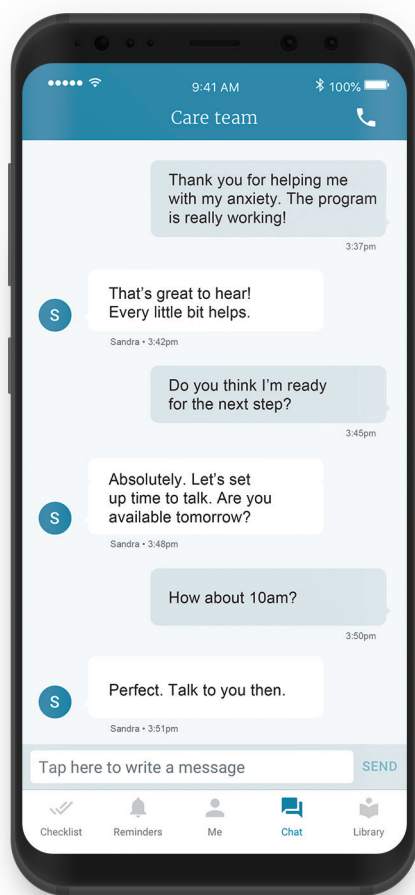 9:41 AM
100%
Care team
Thank you for helping me
with my anxiety. The program
is really working!
3:37pm
That's great to hear!
Every little bit helps.
S
Sandra • 3:42pm
Do you think I'm ready
for the next step?
3:45pm
Absolutely. Let's set
up time to talk. Are you
available tomorrow?
S
Sandra • 3:48pm
How about 10am?
3:50pm
Perfect. Talk to you then.
S
Sandra • 3:51pm
Tap here to write a message SEND
Checklist Reminders Me Chat Library